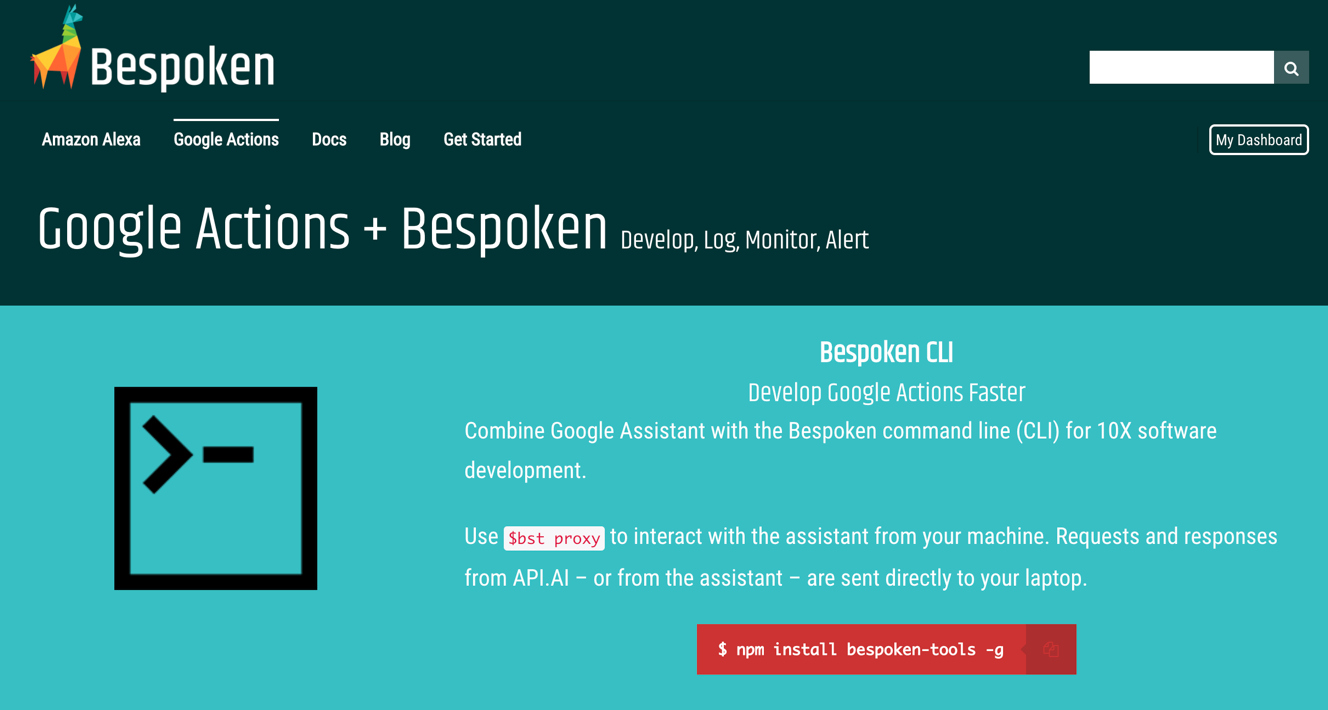 Bespoken
Amazon Alexa Google Actions Docs Blog Get Started My Dashboard
Google Actions + Bespoken Develop, Log, Monitor, Alert
Bespoken CLI
Develop Google Actions Faster
Combine Google Assistant with the Bespoken command line (CLI) for 10X software
development.
Use $bst proxy to interact with the assistant from your machine. Requests and responses
from API.AI – or from the assistant – are sent directly to your laptop.
$ npm install bespoken-tools -g